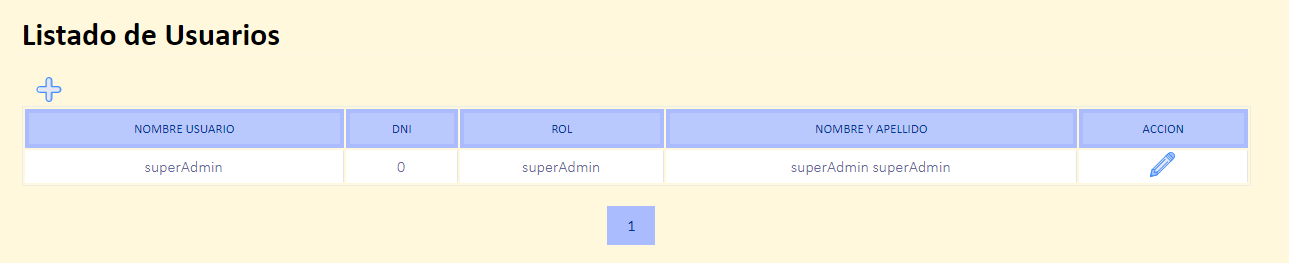 Listado de Usuarios
NOMBRE USUARIO DNI ROL NOMBRE Y APELLIDO ACCION
superAdmin 0 superAdmin superAdmin superAdmin
1